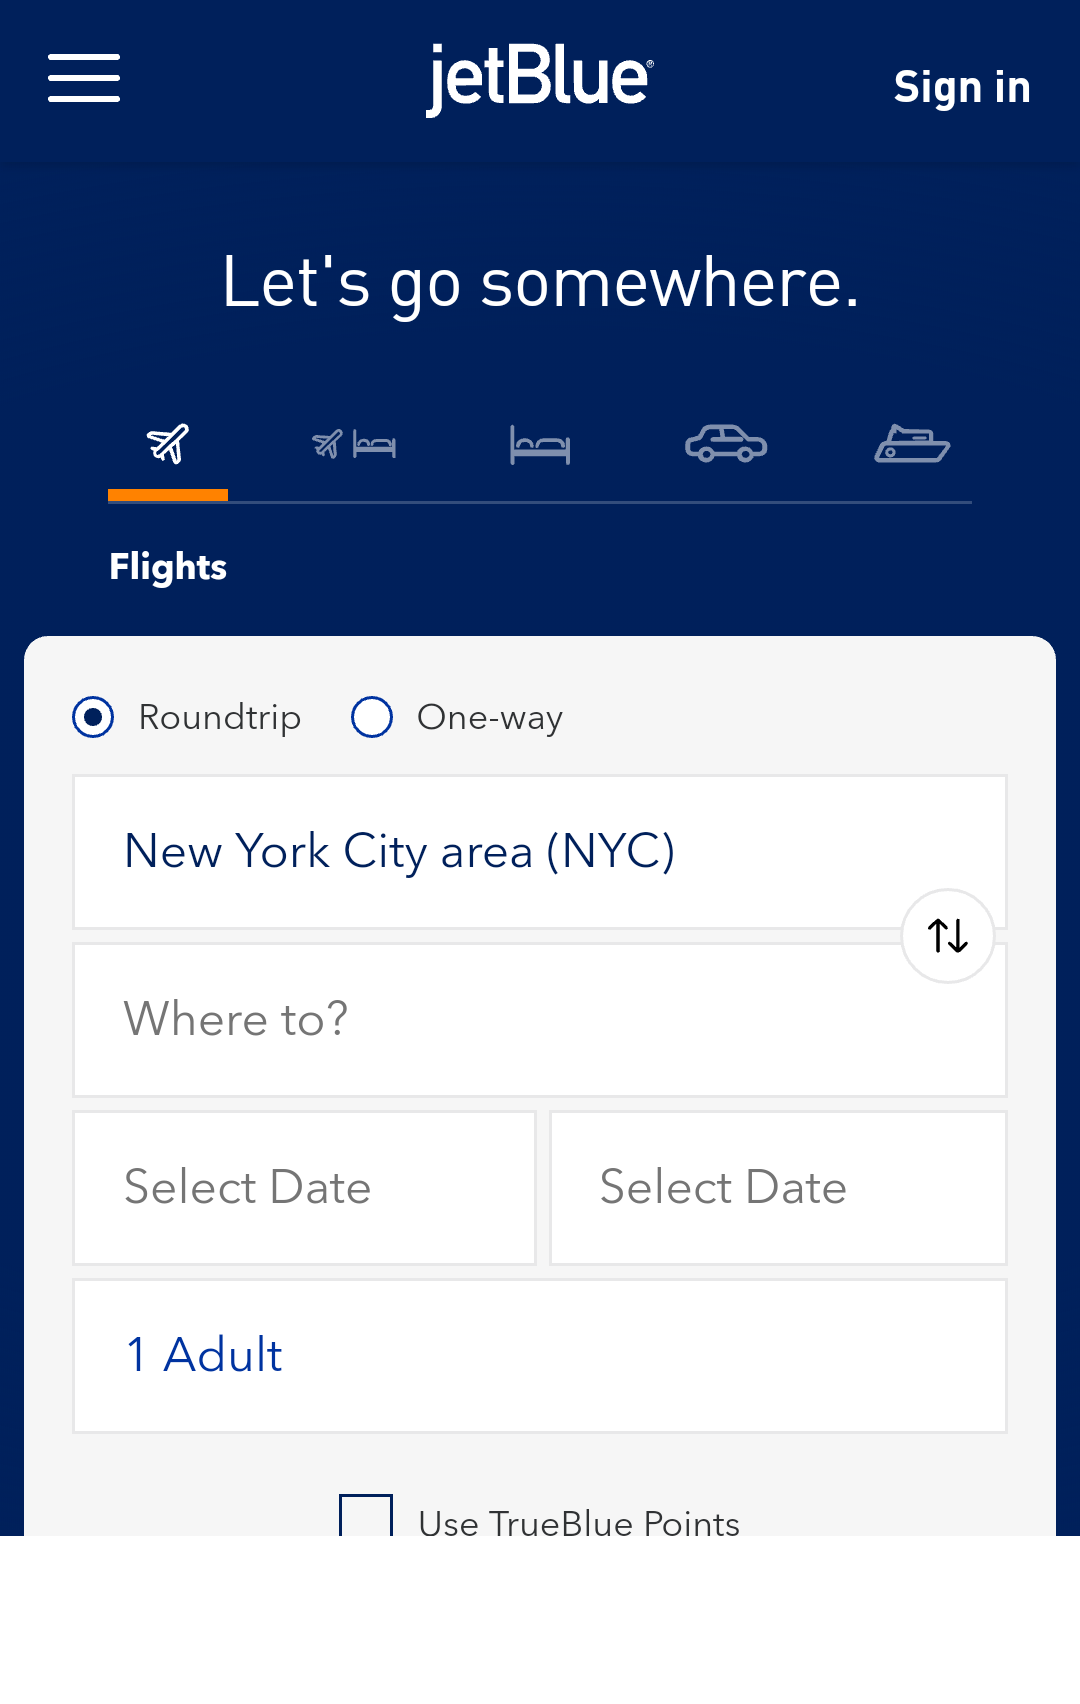 jetBlue®
Sign in
Let's go somewhere.
Flights
Roundtrip One-way
New York City area (NYC)
Where to?
Select Date Select Date
1 Adult
Use TrueBlue Points